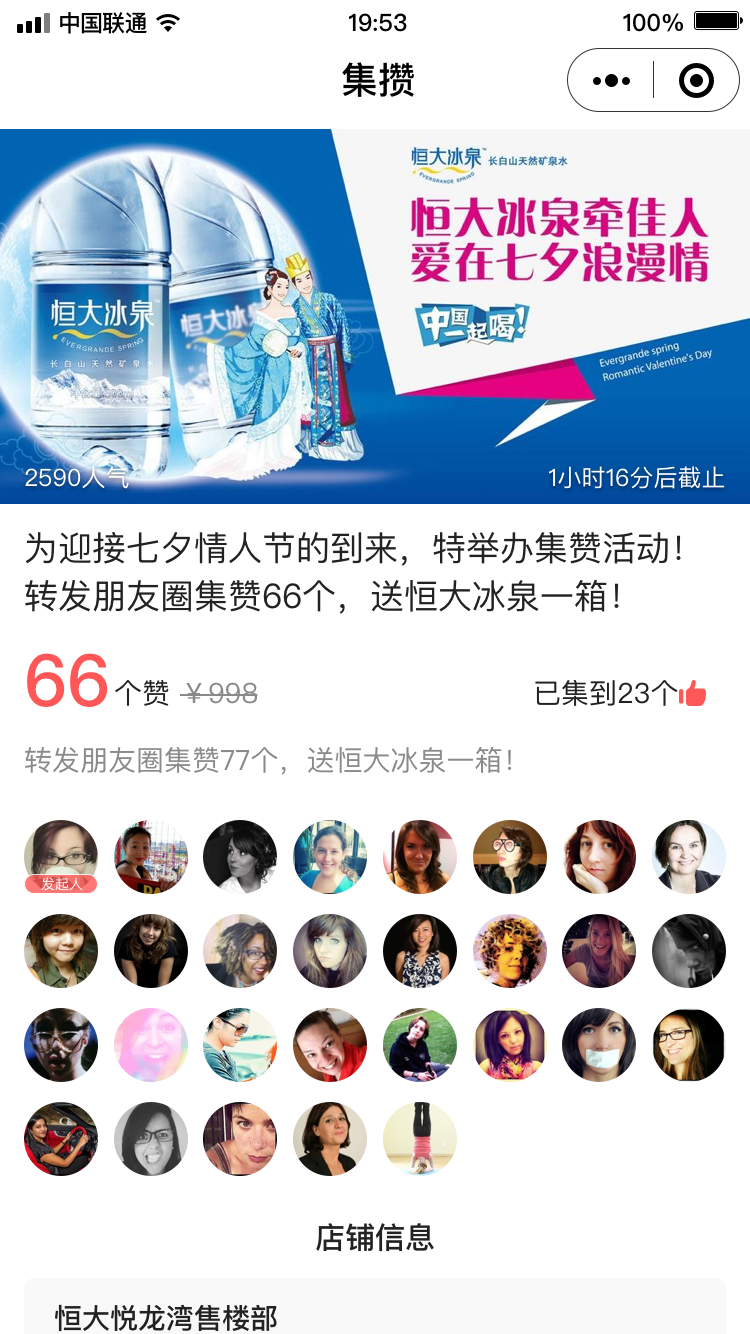 中国联通
19:53
100%
集攒
恒大冰泉™ 长白山天然矿泉水
EVERGRANDE SPRING
恒大冰泉牵佳人
爱在七夕浪漫情
中国一起喝!
Evergrande spring
Romantic Valentine's Day
恒大冰泉
EVERGRANDE SPRING
长白山天然矿泉水
恒大冰
2590人气
1小时16分后截止
为迎接七夕情人节的到来，特举办集赞活动！
转发朋友圈集赞66个，送恒大冰泉一箱！
66个赞 ¥998
已集到23个
转发朋友圈集赞77个，送恒大冰泉一箱！
发起人
店铺信息
恒大悦龙湾售楼部